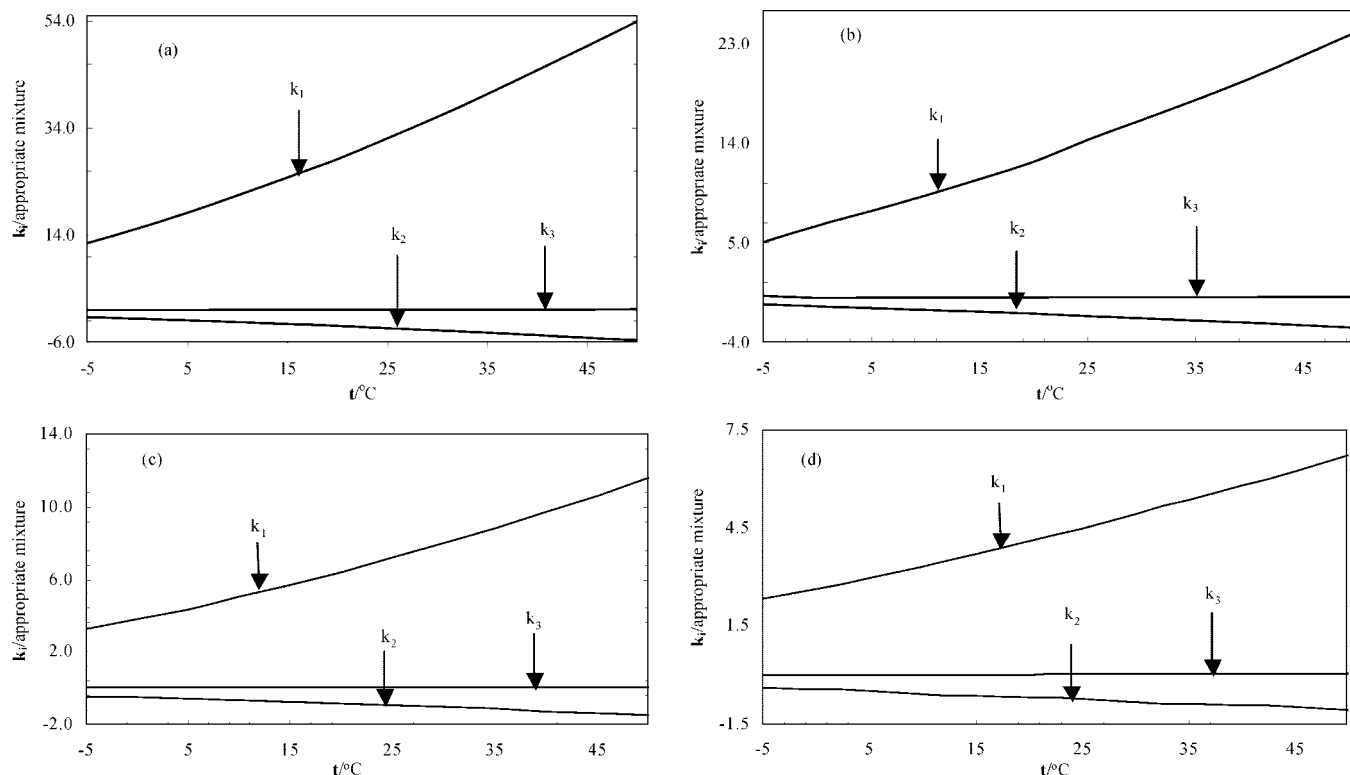 54.0
(a)
k1
34.0
ki/appropriate mixture
14.0
k2
k3
-6.0
-5 5 15 25 35 45
t/°C
23.0
(b)
k1
14.0
ki/appropriate mixture
k3
5.0
k2
-4.0
-5 5 15 25 35 45
t/°C
14.0
(c)
10.0
k1
ki/appropriate mixture
6.0
2.0
k2
k3
-2.0
-5 5 15 25 35 45
t/°C
7.5
(d)
k1
4.5
ki/appropriate mixture
k3
1.5
k2
-1.5
-5 5 15 25 35 45
t/°C